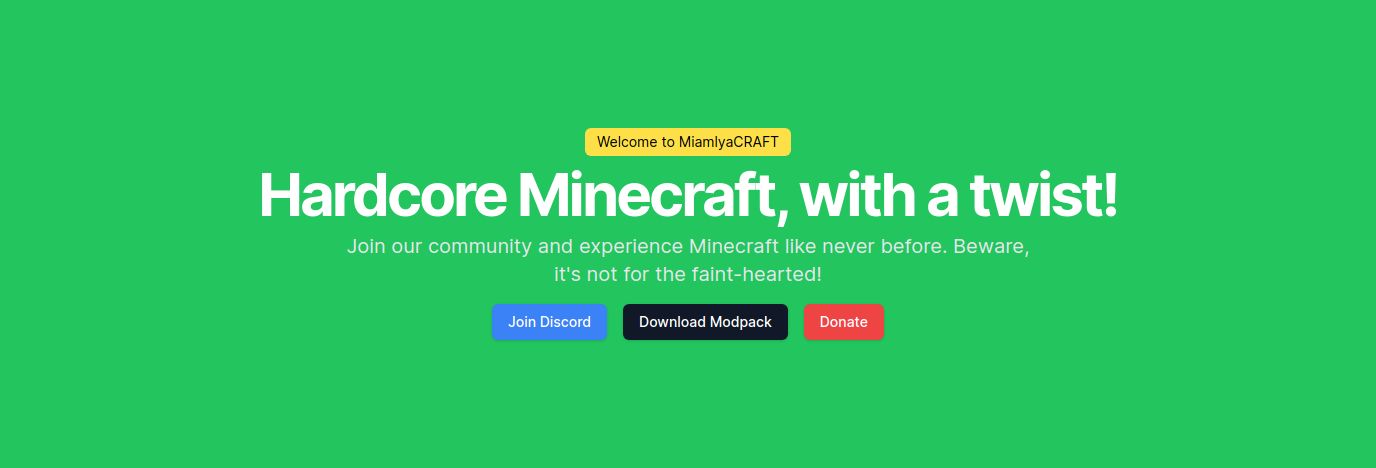 Welcome to MiamlyaCRAFT
Hardcore Minecraft, with a twist!
Join our community and experience Minecraft like never before. Beware,
it's not for the faint-hearted!
Join Discord
Download Modpack
Donate